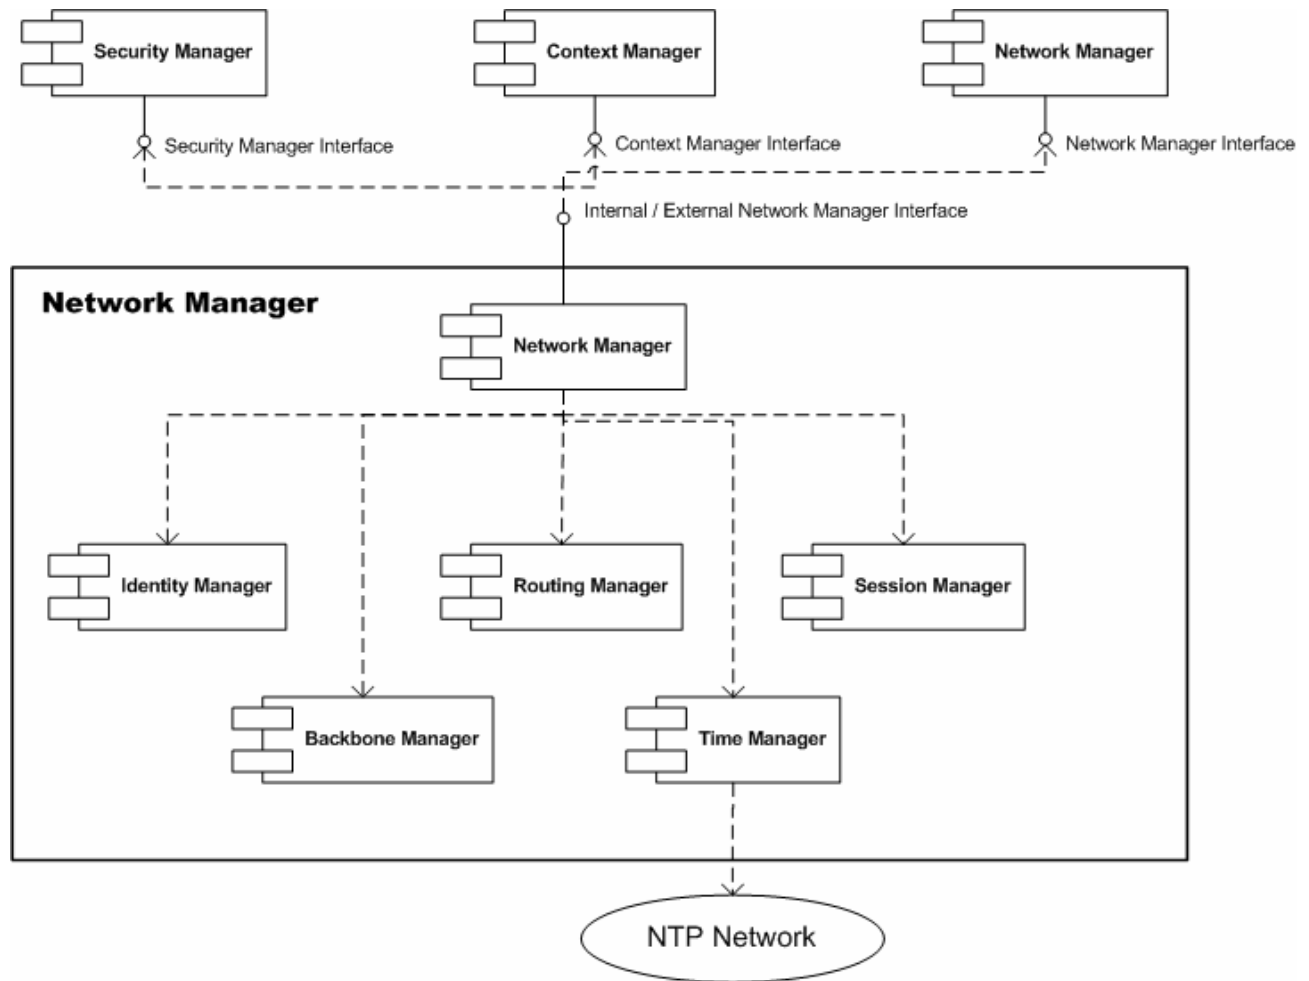 Security Manager
Context Manager
Network Manager
Security Manager Interface
Context Manager Interface
Network Manager Interface
Internal / External Network Manager Interface
Network Manager
Network Manager
Identity Manager
Routing Manager
Session Manager
Backbone Manager
Time Manager
NTP Network